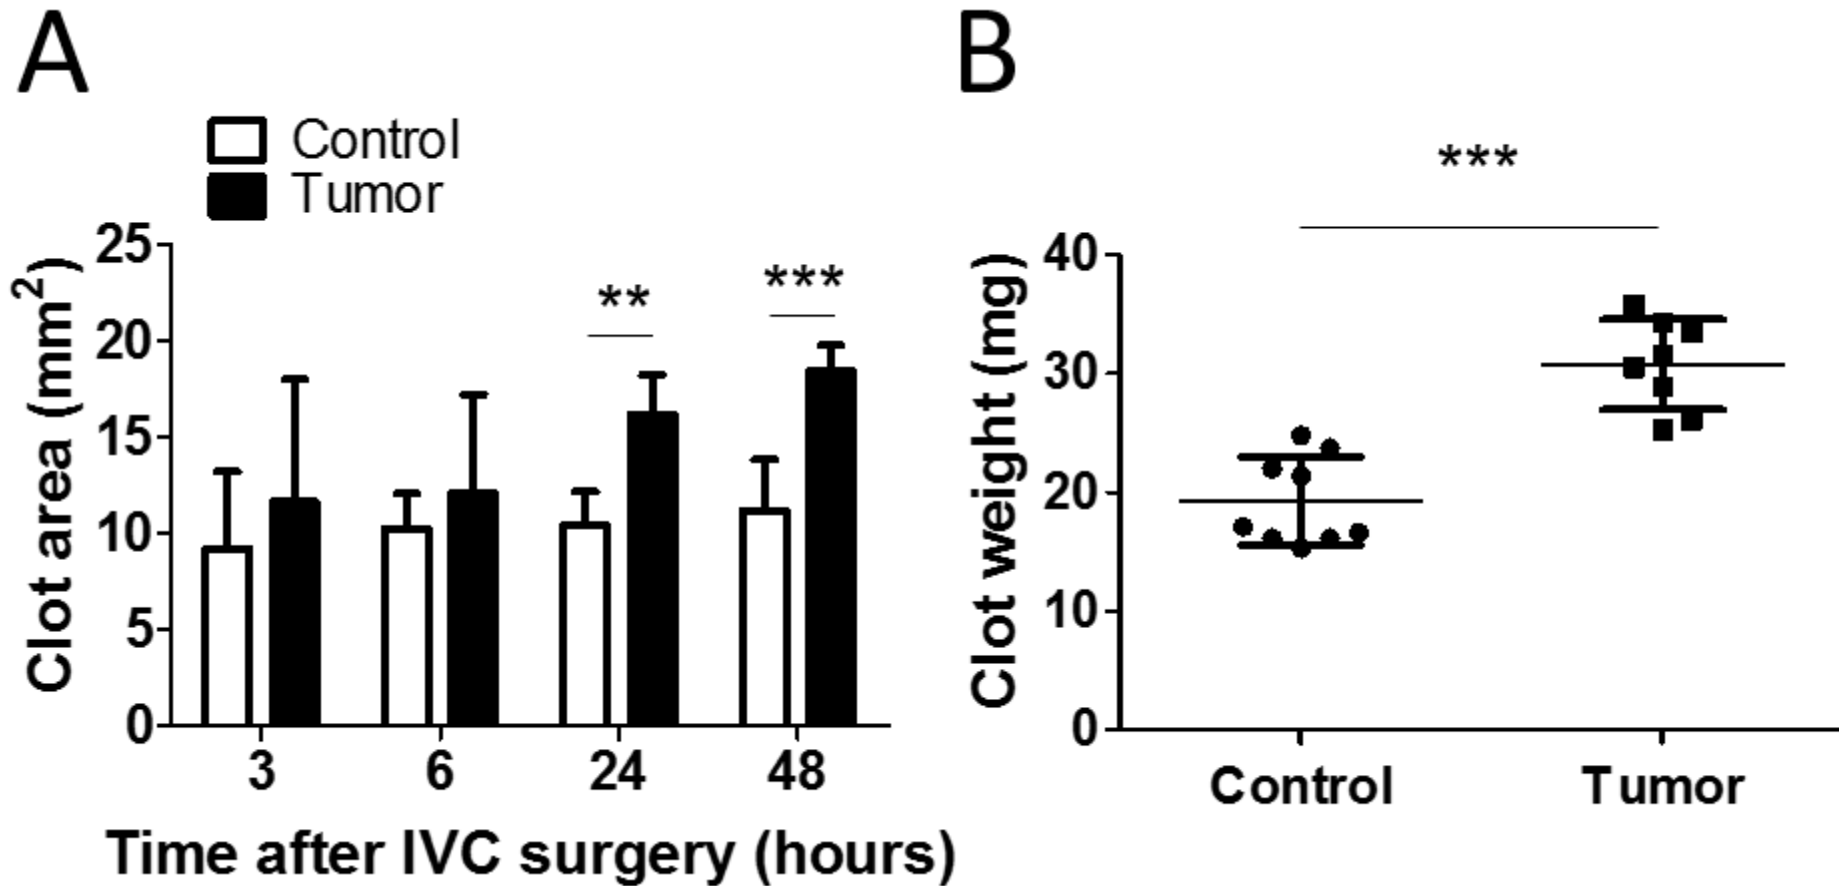 A
Control
Tumor
Clot area (mm²)
25
20
15
10
5
0
**
***
3 6 24 48
Time after IVC surgery (hours)
B
***
Clot weight (mg)
40
30
20
10
0
Control Tumor